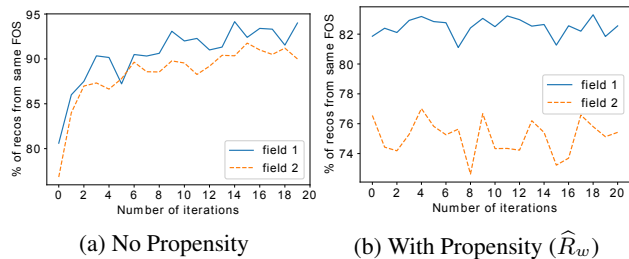 % of recos from same FOS
95
90
85
80
field 1
field 2
0 2 4 6 8 10 12 14 16 18 20
Number of iterations
(a) No Propensity
% of recos from same FOS
82
80
78
76
74
field 1
field 2
0 2 4 6 8 10 12 14 16 18 20
Number of iterations
(b) With Propensity (R̂w)